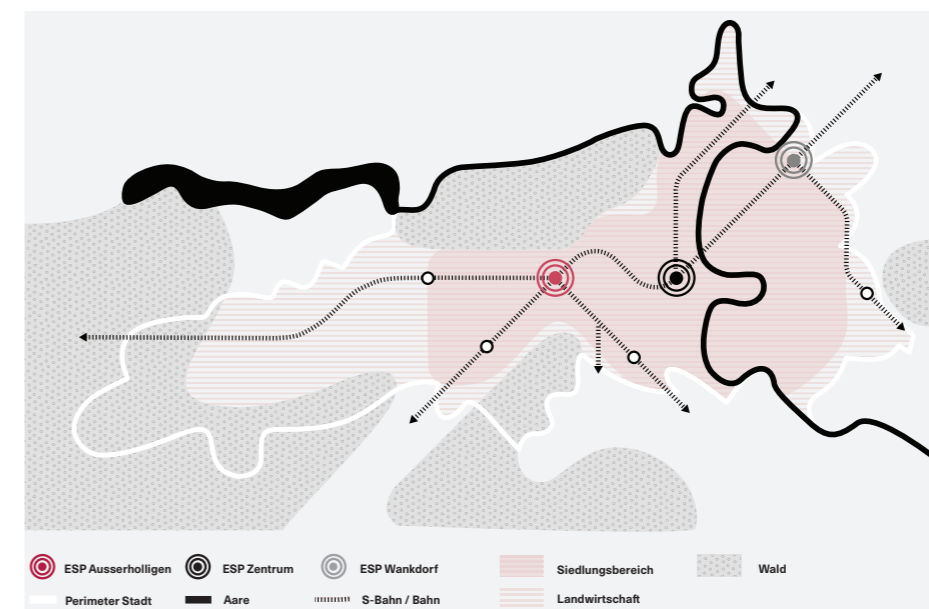 ESP Ausserholligen ESP Zentrum ESP Wankdorf Siedlungsbereich Wald
Perimeter Stadt Aare S-Bahn / Bahn Landwirtschaft